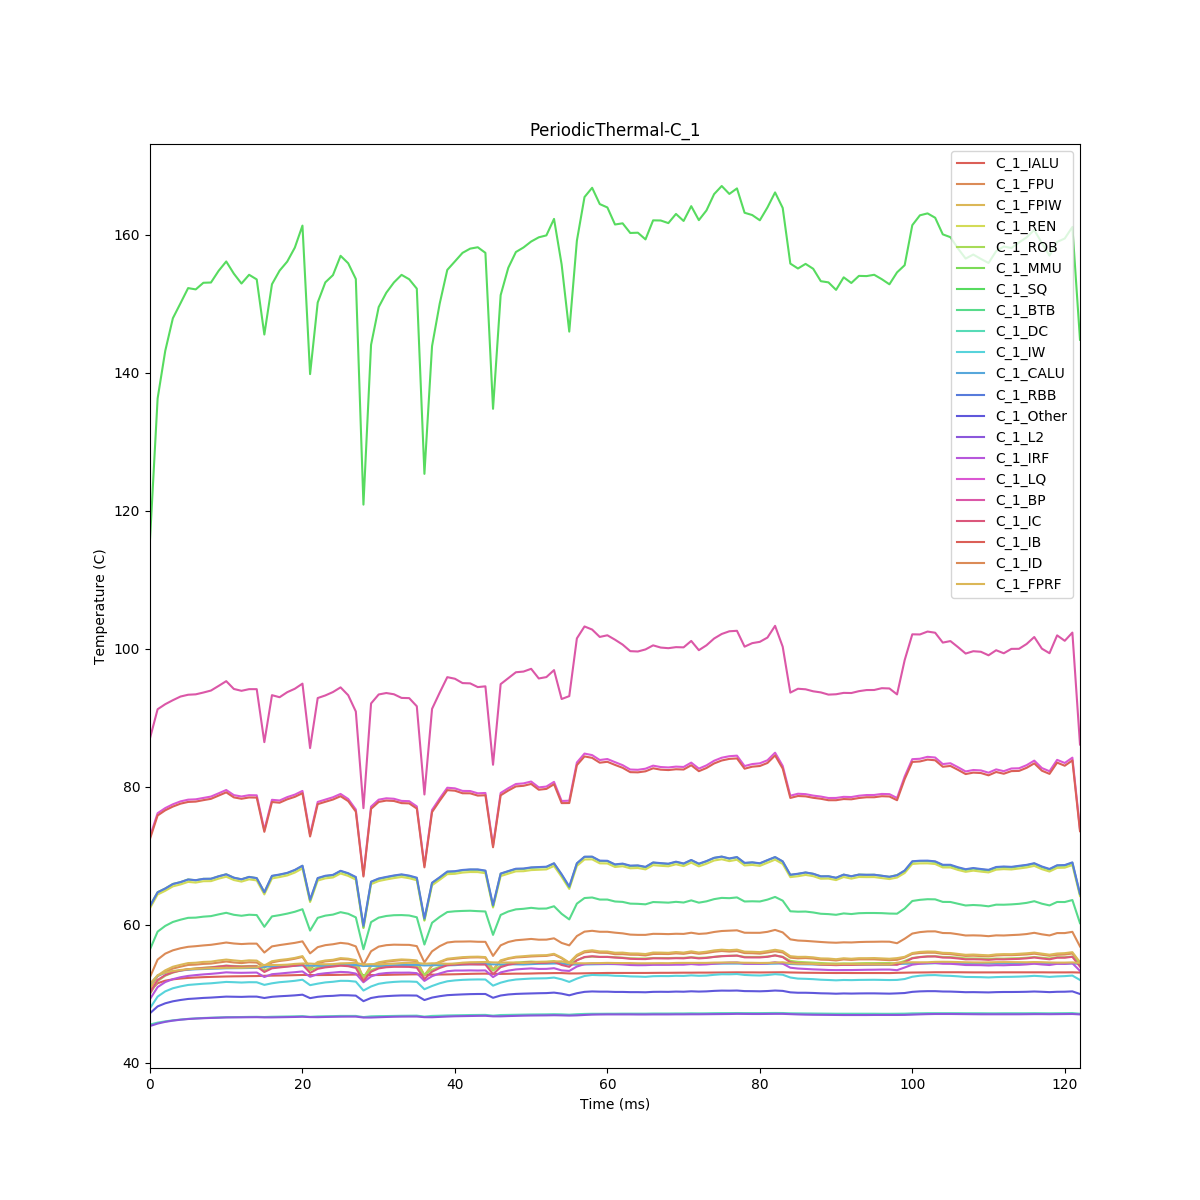 PeriodicThermal-C_1
C_1_IALU
C_1_FPU
C_1_FPIW
C_1_REN
C_1_ROB
C_1_MMU
C_1_SQ
C_1_BTB
C_1_DC
C_1_IW
C_1_CALU
C_1_RBB
C_1_Other
C_1_L2
C_1_IRF
C_1_LQ
C_1_BP
C_1_IC
C_1_IB
C_1_ID
C_1_FPRF
Temperature (C)
160
140
120
100
80
60
40
0 20 40 60 80 100 120
Time (ms)